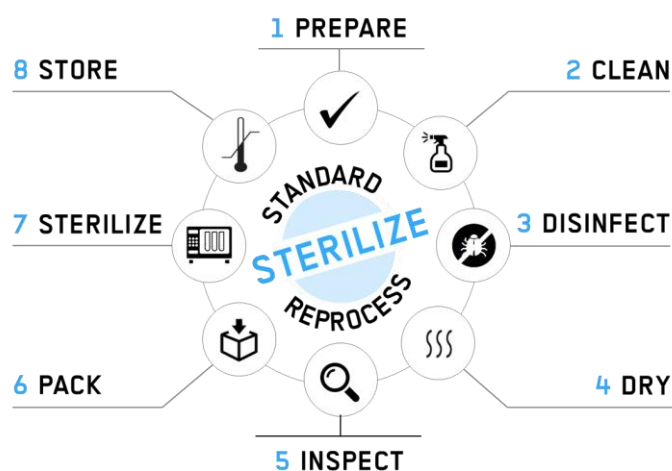 1 PREPARE
2 CLEAN
3 DISINFECT
4 DRY
5 INSPECT
6 PACK
7 STERILIZE
8 STORE
STANDARD
STERILIZE
REPROCESS